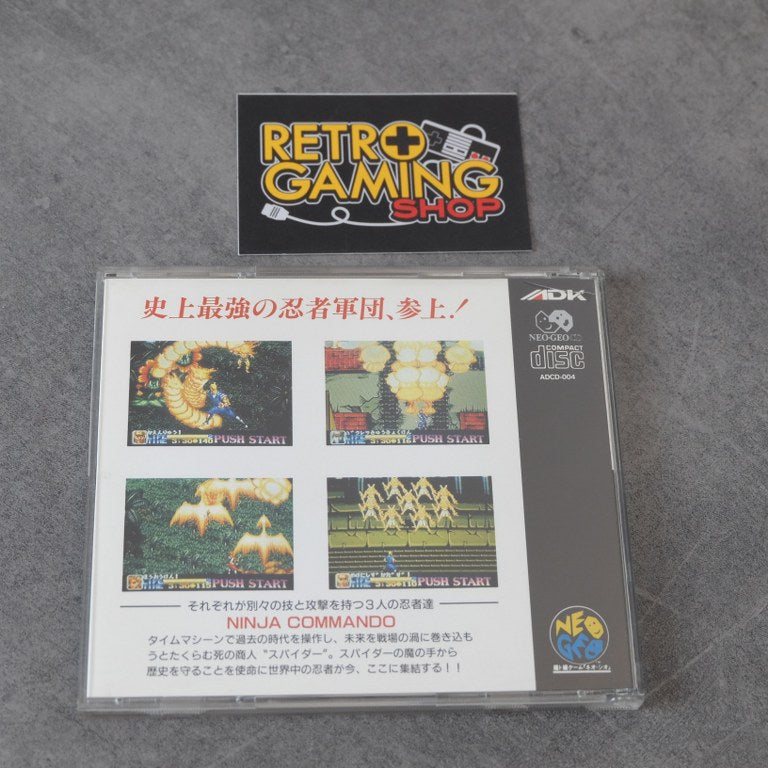 RETRO
GAMING
SHOP
史上最強の忍者軍団、参上!
ADK
NEO·GEO CD
COMPACT
disc
ADCD-004
PUSH START
PUSH START
ほうおうけん!
PUSH START
PUSH START
それぞれが別々の技と攻撃を持つ3人の忍者達
NINJA COMMANDO
タイムマシーンで過去の時代を操作し、未来を戦場の渦に巻き込も
うとたくらむ死の商人“スパイダー”。スパイダーの魔の手から
歴史を守ることを使命に世界中の忍者が今、ここに集結する!!
NEO
GEO